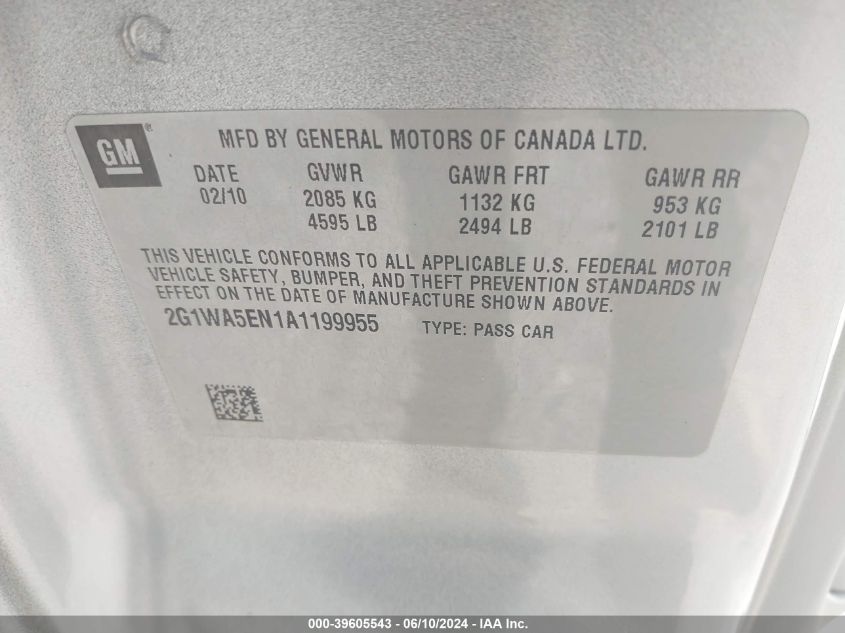 GM®
MFD BY GENERAL MOTORS OF CANADA LTD.
DATE GVWR GAWR FRT GAWR RR
02/10 2085 KG 1132 KG 953 KG
4595 LB 2494 LB 2101 LB
THIS VEHICLE CONFORMS TO ALL APPLICABLE U.S. FEDERAL MOTOR
VEHICLE SAFETY, BUMPER, AND THEFT PREVENTION STANDARDS IN
EFFECT ON THE DATE OF MANUFACTURE SHOWN ABOVE.
2G1WA5EN1A1199955 TYPE: PASS CAR
000-39605543 - 06/10/2024 - IAA Inc.